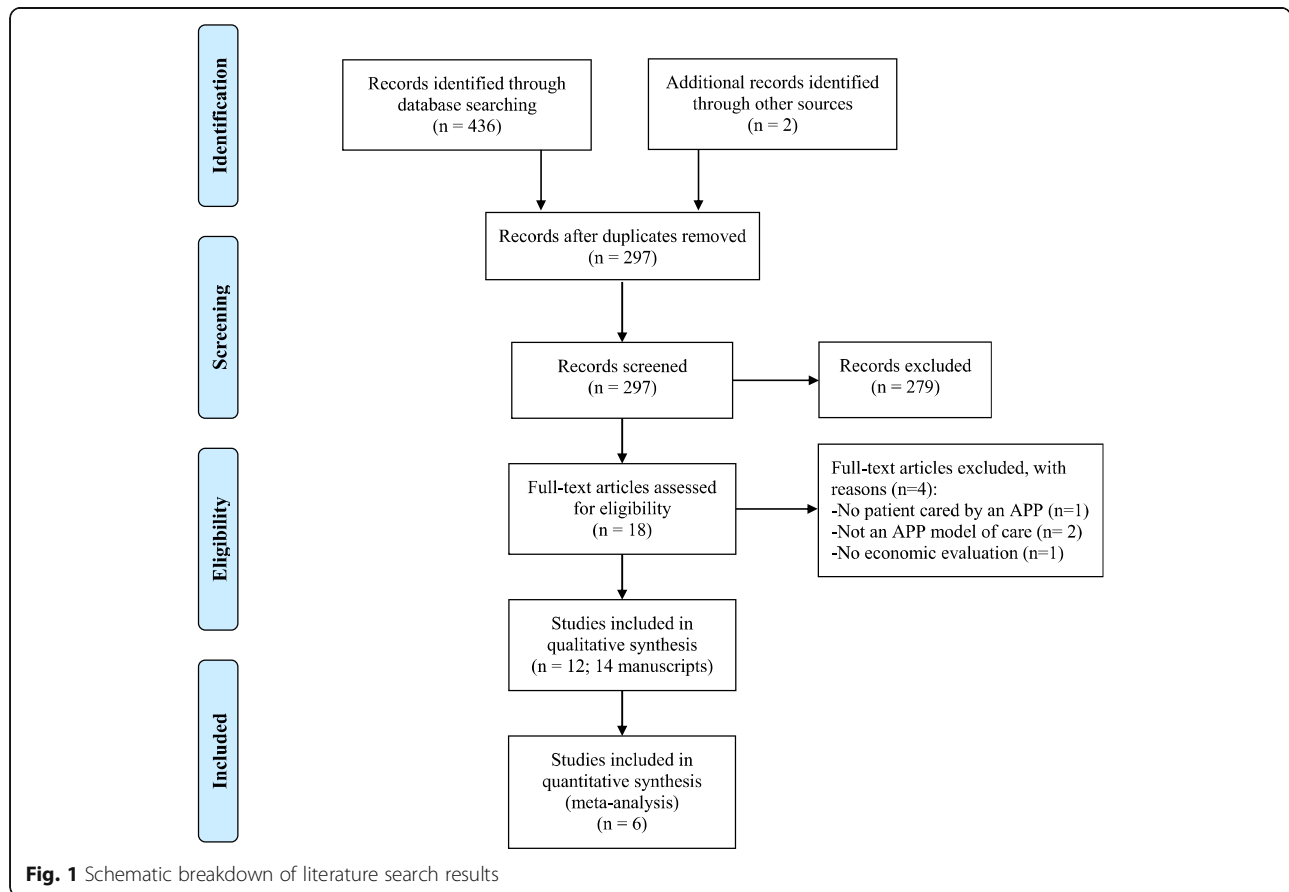 Identification
Records identified through
database searching
(n = 436)
Additional records identified
through other sources
(n = 2)
Records after duplicates removed
(n = 297)
Screening
Records screened
(n = 297)
Records excluded
(n = 279)
Eligibility
Full-text articles assessed
for eligibility
(n = 18)
Full-text articles excluded, with
reasons (n=4):
-No patient cared by an APP (n=1)
-Not an APP model of care (n= 2)
-No economic evaluation (n=1)
Studies included in
qualitative synthesis
(n = 12; 14 manuscripts)
Included
Studies included in
quantitative synthesis
(meta-analysis)
(n = 6)
Fig. 1 Schematic breakdown of literature search results